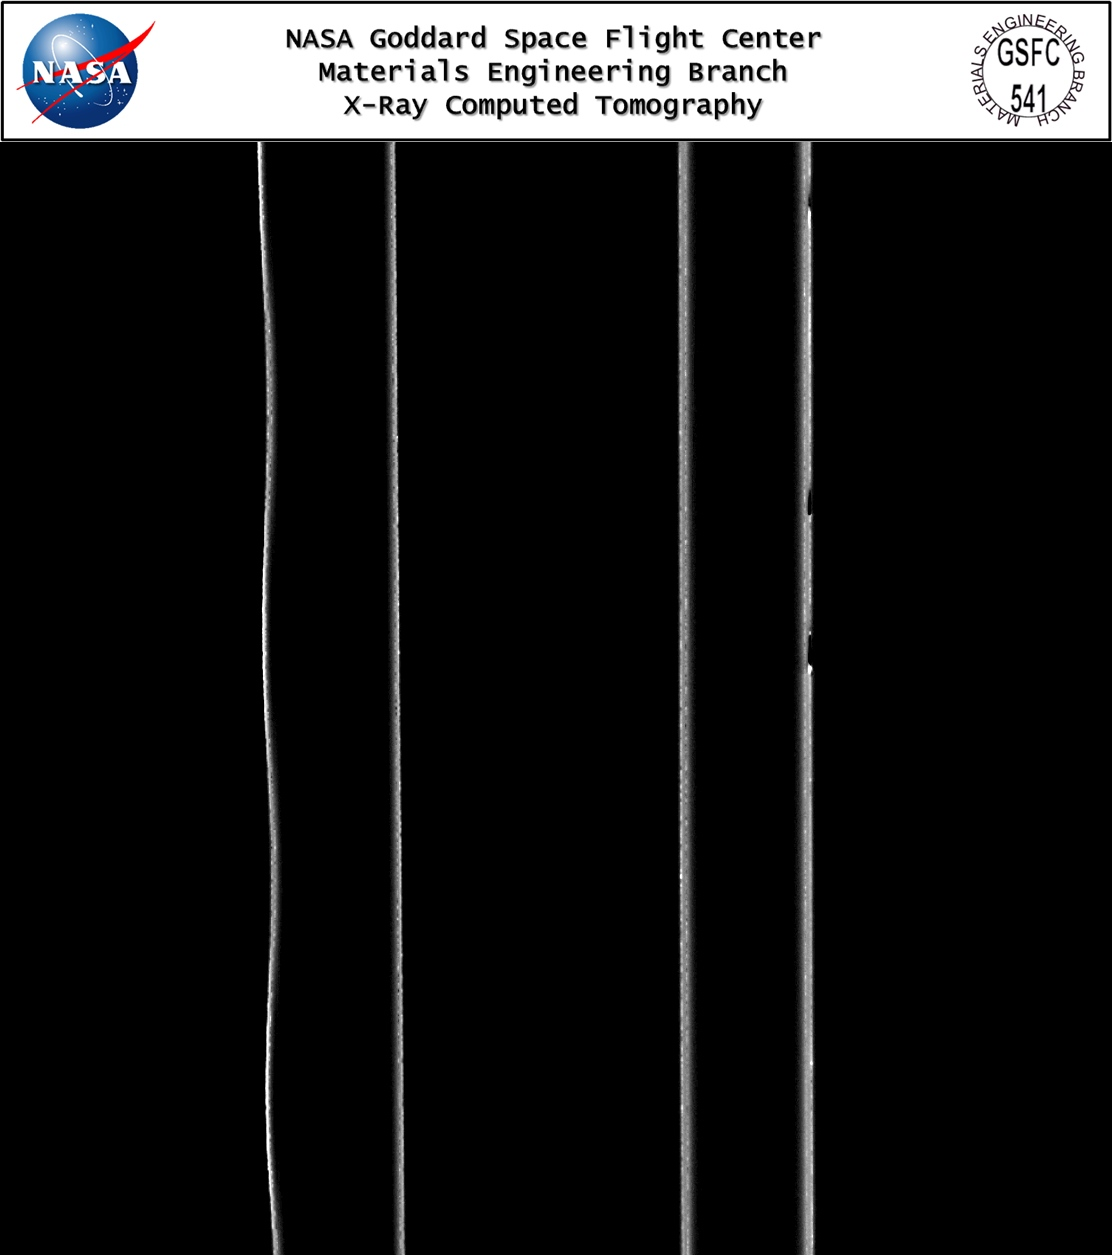 NASA
NASA Goddard Space Flight Center
Materials Engineering Branch
X-Ray Computed Tomography
MATERIALS ENGINEERING BRANCH
GSFC
541